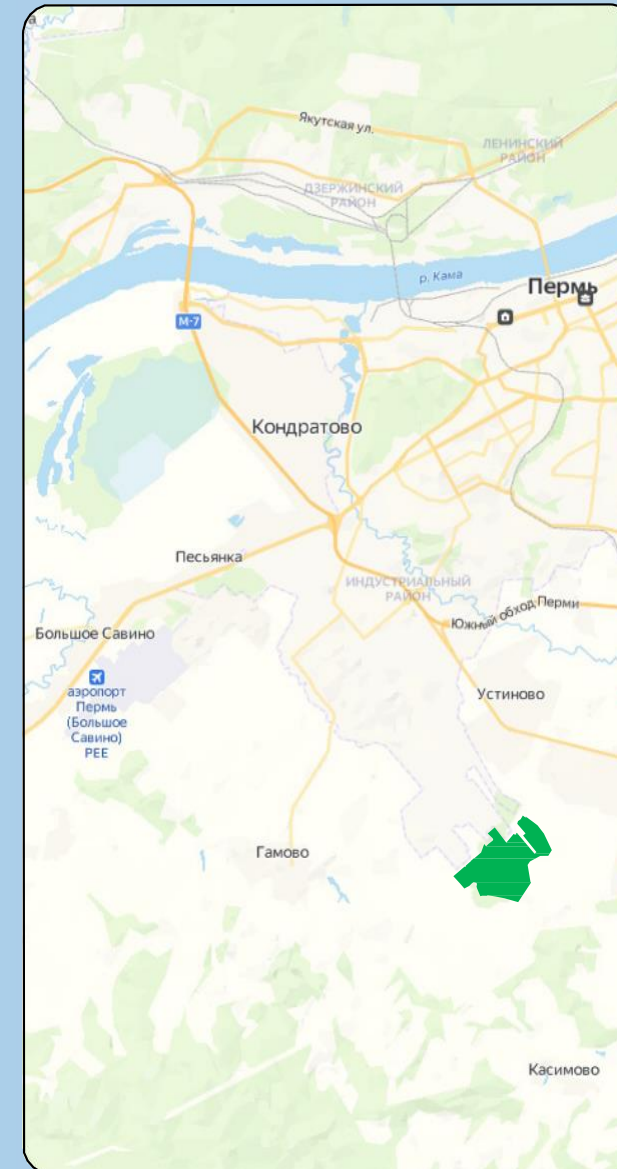 а
Якутская ул.
ЛЕНИНСКИЙ
РАЙОН
ДЗЕРЖИНСКИЙ
РАЙОН
р. Кама
Пермь
М-7
Кондратово
Песьянка
ИНДУСТРИАЛЬНЫЙ
РАЙОН
Южный обход Перми
Большое Савино
аэропорт
Пермь
(Большое
Савино)
PEE
Устиново
Гамово
Касимово